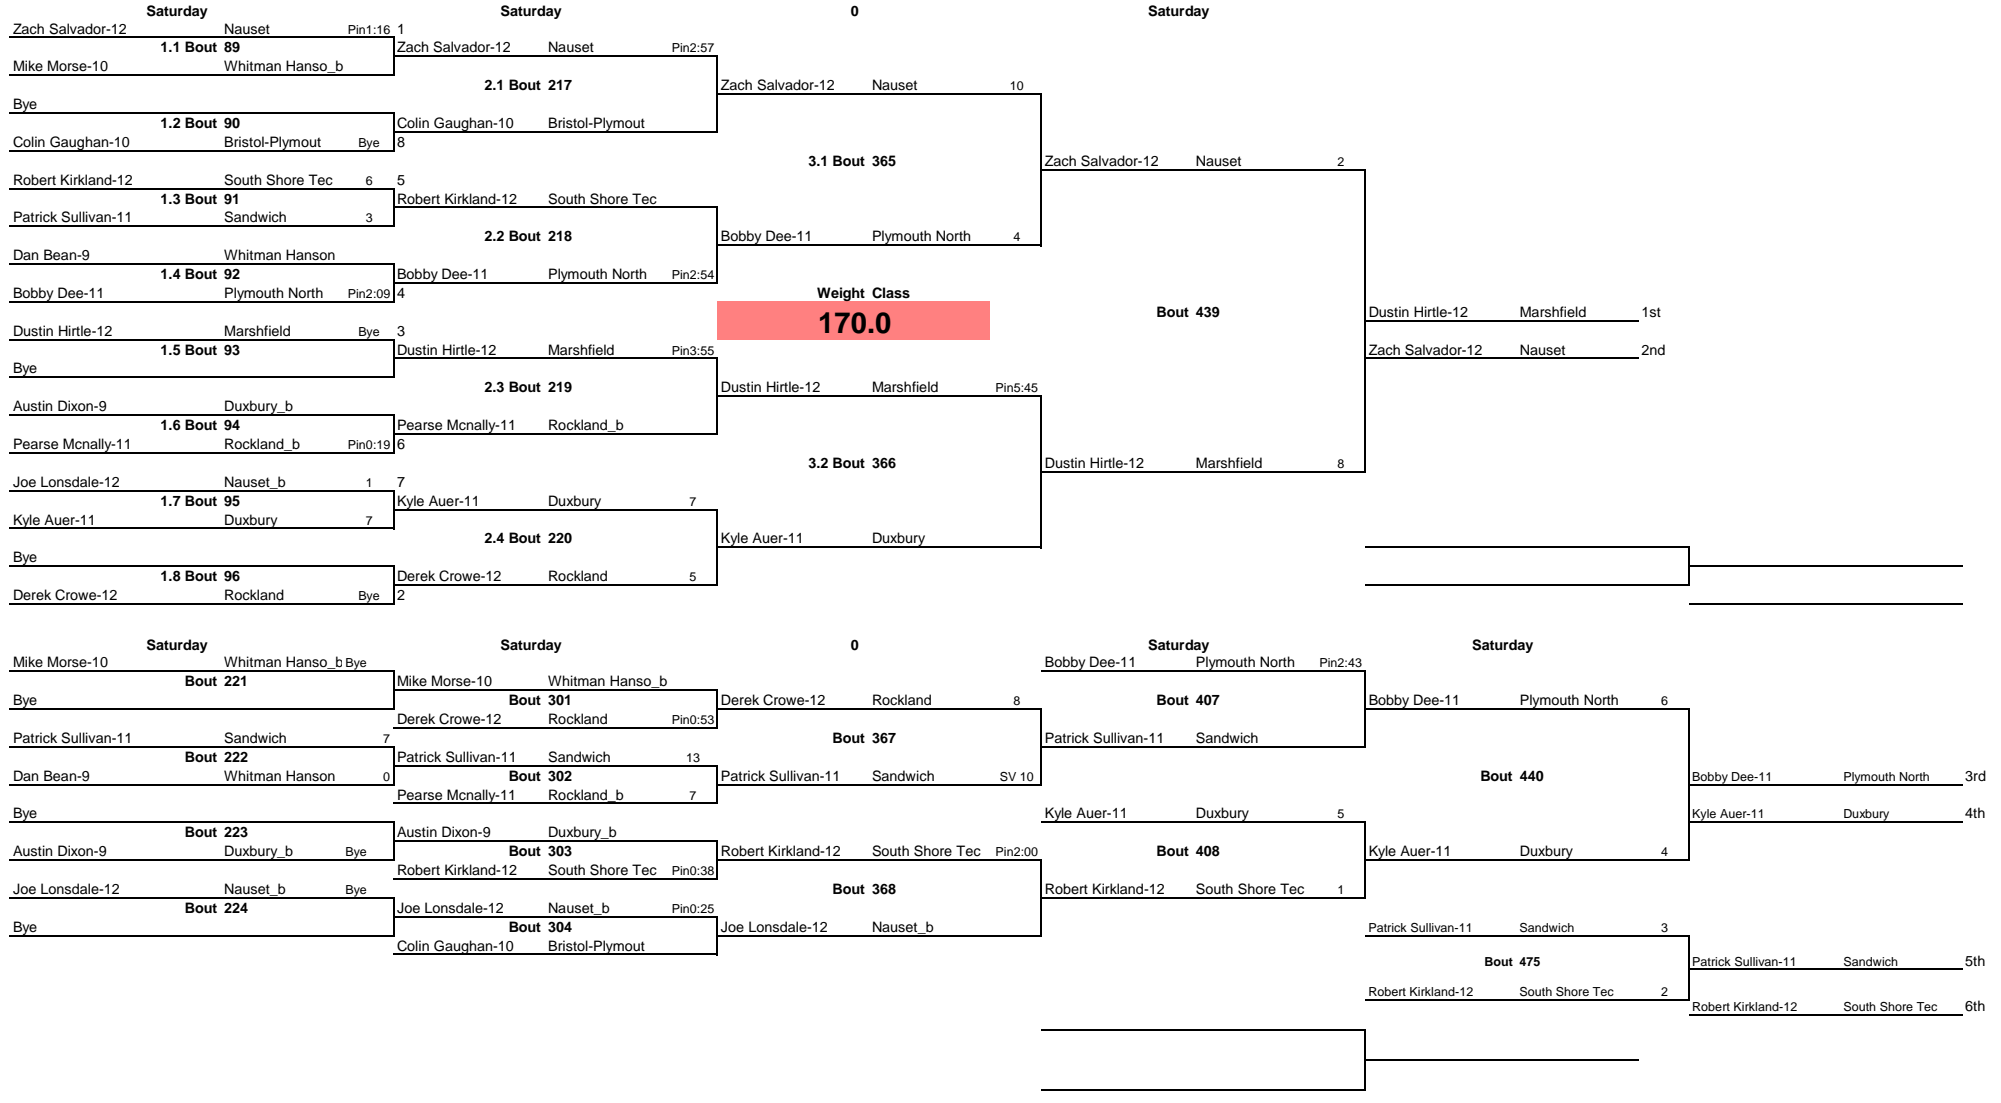 Saturday Saturday 0 Saturday
Zach Salvador-12 Nauset Pin1:16 1
1.1 Bout 89 Zach Salvador-12 Nauset Pin2:57
Mike Morse-10 Whitman Hanso_b
2.1 Bout 217 Zach Salvador-12 Nauset 10
Bye
1.2 Bout 90 Colin Gaughan-10 Bristol-Plymout
Colin Gaughan-10 Bristol-Plymout Bye 8
3.1 Bout 365 Zach Salvador-12 Nauset 2
Robert Kirkland-12 South Shore Tec 6 5
1.3 Bout 91 Robert Kirkland-12 South Shore Tec
Patrick Sullivan-11 Sandwich 3
2.2 Bout 218 Bobby Dee-11 Plymouth North 4
Dan Bean-9 Whitman Hanson
1.4 Bout 92 Bobby Dee-11 Plymouth North Pin2:54
Bobby Dee-11 Plymouth North Pin2:09 4 Weight Class
Bout 439 Dustin Hirtle-12 Marshfield 1st
170.0
Dustin Hirtle-12 Marshfield Bye 3
1.5 Bout 93 Dustin Hirtle-12 Marshfield Pin3:55 Zach Salvador-12 Nauset 2nd
Bye
2.3 Bout 219 Dustin Hirtle-12 Marshfield Pin5:45
Austin Dixon-9 Duxbury_b
1.6 Bout 94 Pearse Mcnally-11 Rockland_b
Pearse Mcnally-11 Rockland_b Pin0:19 6
3.2 Bout 366 Dustin Hirtle-12 Marshfield 8
Joe Lonsdale-12 Nauset_b 1 7
1.7 Bout 95 Kyle Auer-11 Duxbury 7
Kyle Auer-11 Duxbury 7
2.4 Bout 220 Kyle Auer-11 Duxbury
Bye
1.8 Bout 96 Derek Crowe-12 Rockland 5
Derek Crowe-12 Rockland Bye 2
Saturday Saturday 0 Saturday Saturday
Mike Morse-10 Whitman Hanso_b Bye Bobby Dee-11 Plymouth North Pin2:43
Bout 221 Mike Morse-10 Whitman Hanso_b
Bye Bout 301 Derek Crowe-12 Rockland 8 Bout 407 Bobby Dee-11 Plymouth North 6
Derek Crowe-12 Rockland Pin0:53
Patrick Sullivan-11 Sandwich 7 Bout 367 Patrick Sullivan-11 Sandwich
Bout 222 Patrick Sullivan-11 Sandwich 13
Dan Bean-9 Whitman Hanson 0 Bout 302 Patrick Sullivan-11 Sandwich SV 10 Bout 440 Bobby Dee-11 Plymouth North 3rd
Pearse Mcnally-11 Rockland_b 7
Bye Kyle Auer-11 Duxbury 5 Kyle Auer-11 Duxbury 4th
Bout 223 Austin Dixon-9 Duxbury_b
Austin Dixon-9 Duxbury_b Bye Bout 303 Robert Kirkland-12 South Shore Tec Pin2:00 Bout 408 Kyle Auer-11 Duxbury 4
Robert Kirkland-12 South Shore Tec Pin0:38
Joe Lonsdale-12 Nauset_b Bye Bout 368 Robert Kirkland-12 South Shore Tec 1
Bout 224 Joe Lonsdale-12 Nauset_b Pin0:25
Bye Bout 304 Joe Lonsdale-12 Nauset_b Patrick Sullivan-11 Sandwich 3
Colin Gaughan-10 Bristol-Plymout
Bout 475 Patrick Sullivan-11 Sandwich 5th
Robert Kirkland-12 South Shore Tec 2
Robert Kirkland-12 South Shore Tec 6th